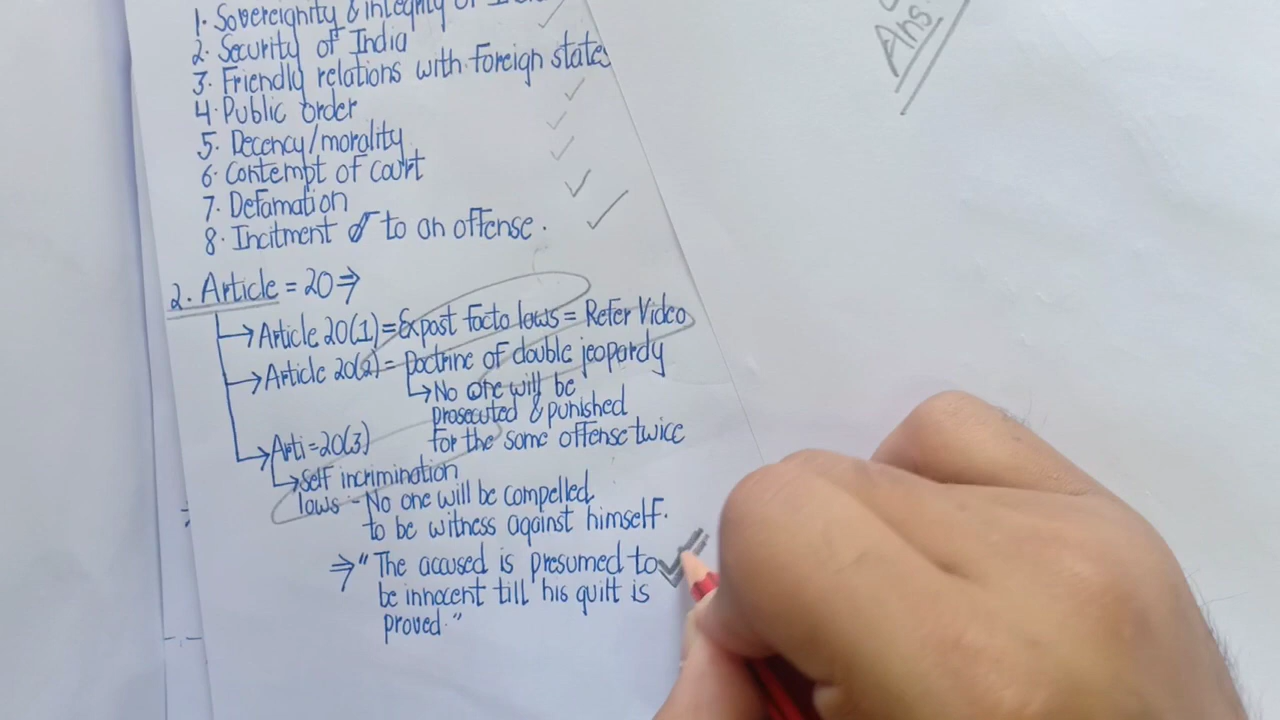 1. Sovereignity & integrity of
2. Security of India
3. Friendly relations with foreign states
4. Public order
5. Decency/morality
6. Contempt of court
7. Defamation
8. Incitment to an offense.
2. Article = 20 ⇒
→ Article 20(1) = Expost facto laws = Refer Video
→ Article 20(2) = Doctrine of double jeopardy
→ No one will be
prosecuted & punished
for the same offense twice
→ Arti = 20(3)
→ Self incrimination
laws - No one will be compelled
to be witness against himself.
⇒ "The accused is presumed to
be innocent till his guilt is
proved."
Ans